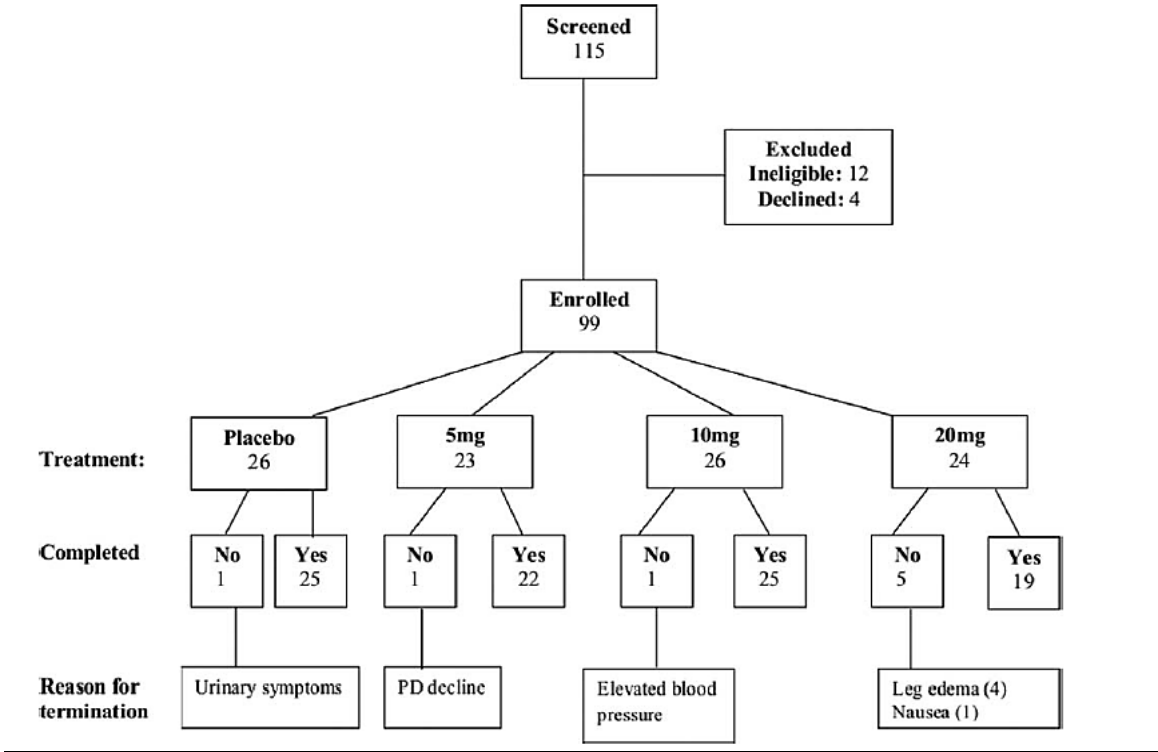 Screened
115
Excluded
Ineligible: 12
Declined: 4
Enrolled
99
Treatment:
Placebo
26
5mg
23
10mg
26
20mg
24
Completed
No
1
Yes
25
No
1
Yes
22
No
1
Yes
25
No
5
Yes
19
Reason for
termination
Urinary symptoms
PD decline
Elevated blood
pressure
Leg edema (4)
Nausea (1)